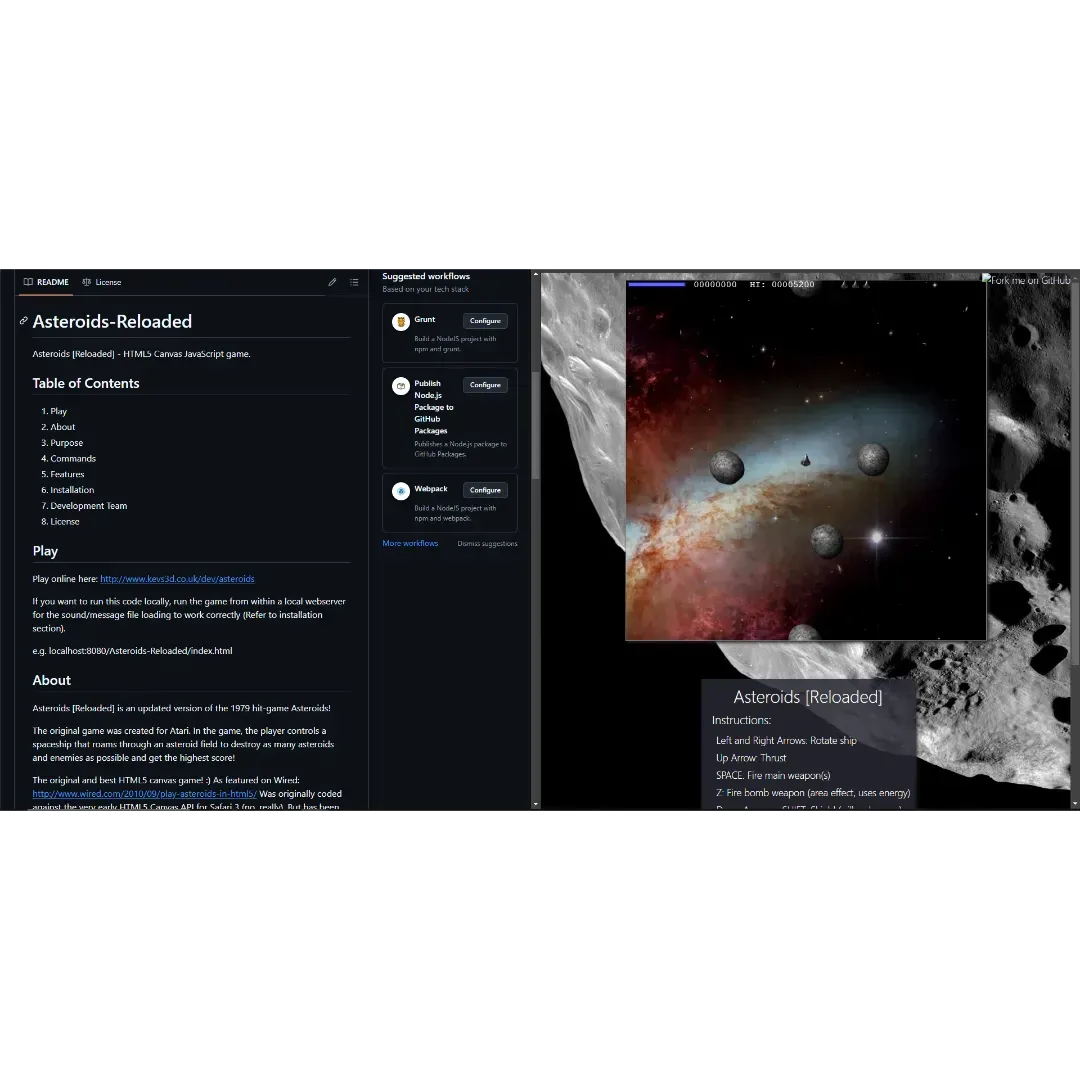 README
License
Asteroids-Reloaded
Asteroids [Reloaded] - HTML5 Canvas JavaScript game.
Table of Contents
1. Play
2. About
3. Purpose
4. Commands
5. Features
6. Installation
7. Development Team
8. License
Play
Play online here: http://www.kevs3d.co.uk/dev/asteroids
If you want to run this code locally, run the game from within a local webserver
for the sound/message file loading to work correctly (Refer to installation
section).
e.g. localhost:8080/Asteroids-Reloaded/index.html
About
Asteroids [Reloaded] is an updated version of the 1979 hit-game Asteroids!
The original game was created for Atari. In the game, the player controls a
spaceship that roams through an asteroid field to destroy as many asteroids
and enemies as possible and get the highest score!
The original and best HTML5 canvas game! :) As featured on Wired:
http://www.wired.com/2010/09/play-asteroids-in-html5/ Was originally coded
against the very early HTML5 Canvas API for Safari 3 (no, really). But has been
Suggested workflows
Based on your tech stack
Grunt
Configure
Build a NodeJS project with
npm and grunt.
Publish
Node.js
Package to
GitHub
Packages
Configure
Publishes a Node.js package to
GitHub Packages.
Webpack
Configure
Build a NodeJS project with
npm and webpack.
More workflows
Dismiss suggestions
00000000 HI: 00005200
Fork me on GitHub
Asteroids [Reloaded]
Instructions:
Left and Right Arrows: Rotate ship
Up Arrow: Thrust
SPACE: Fire main weapon(s)
Z: Fire bomb weapon (area effect, uses energy)